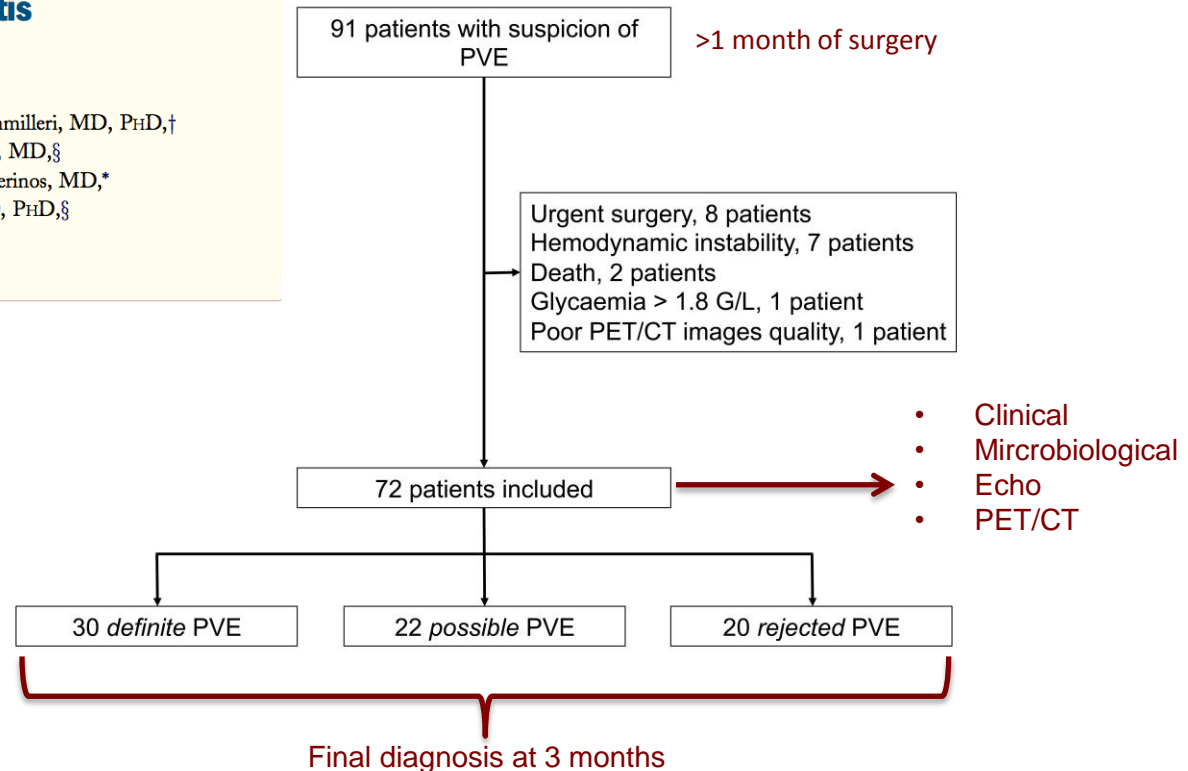 tis
milleri, MD, PHD,†
, MD,§
erinos, MD,*
, PHD,§
91 patients with suspicion of
PVE
>1 month of surgery
Urgent surgery, 8 patients
Hemodynamic instability, 7 patients
Death, 2 patients
Glycaemia > 1.8 G/L, 1 patient
Poor PET/CT images quality, 1 patient
72 patients included
• Clinical
• Mircrobiological
• Echo
• PET/CT
30 definite PVE
22 possible PVE
20 rejected PVE
Final diagnosis at 3 months